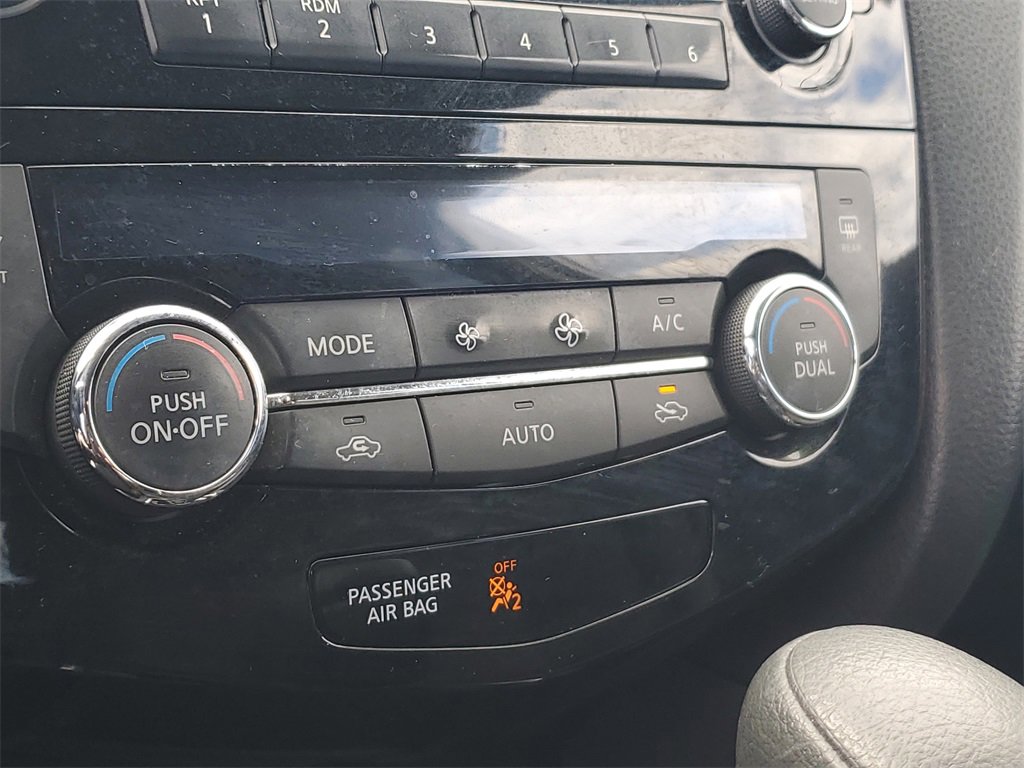 RDM
1
2
3
4
5
6
REAR
MODE
A/C
PUSH
DUAL
PUSH
ON•OFF
AUTO
PASSENGER
AIR BAG
OFF
2